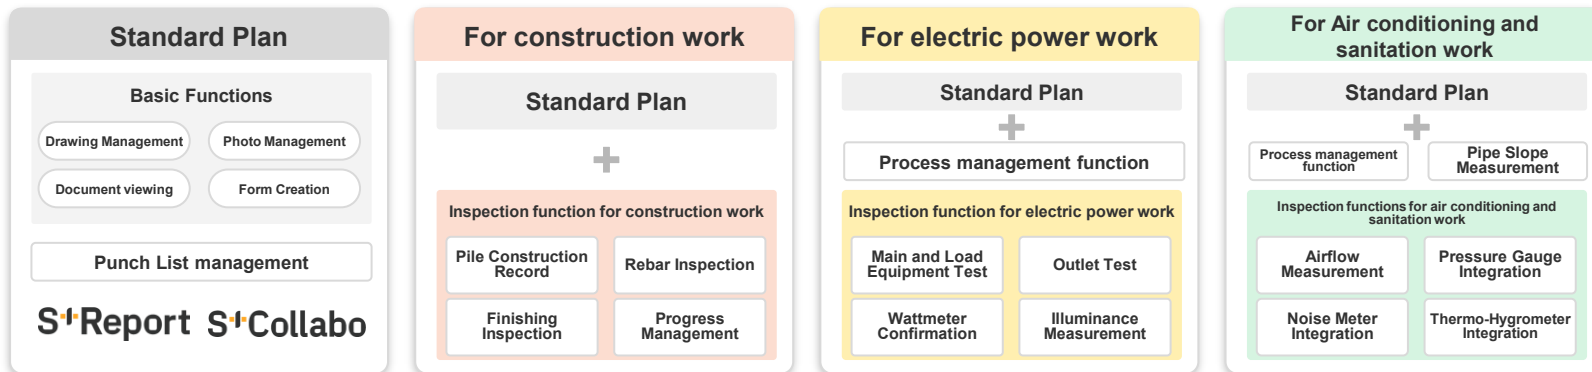 Standard Plan
Basic Functions
Drawing Management
Photo Management
Document viewing
Form Creation
Punch List management
S+Report
S+Collabo
For construction work
Standard Plan
+
Inspection function for construction work
Pile Construction
Record
Rebar Inspection
Finishing
Inspection
Progress
Management
For electric power work
Standard Plan
+
Process management function
Inspection function for electric power work
Main and Load
Equipment Test
Outlet Test
Wattmeter
Confirmation
Illuminance
Measurement
For Air conditioning and
sanitation work
Standard Plan
+
Process management
function
Pipe Slope
Measurement
Inspection functions for air conditioning and
sanitation work
Airflow
Measurement
Pressure Gauge
Integration
Noise Meter
Integration
Thermo-Hygrometer
Integration